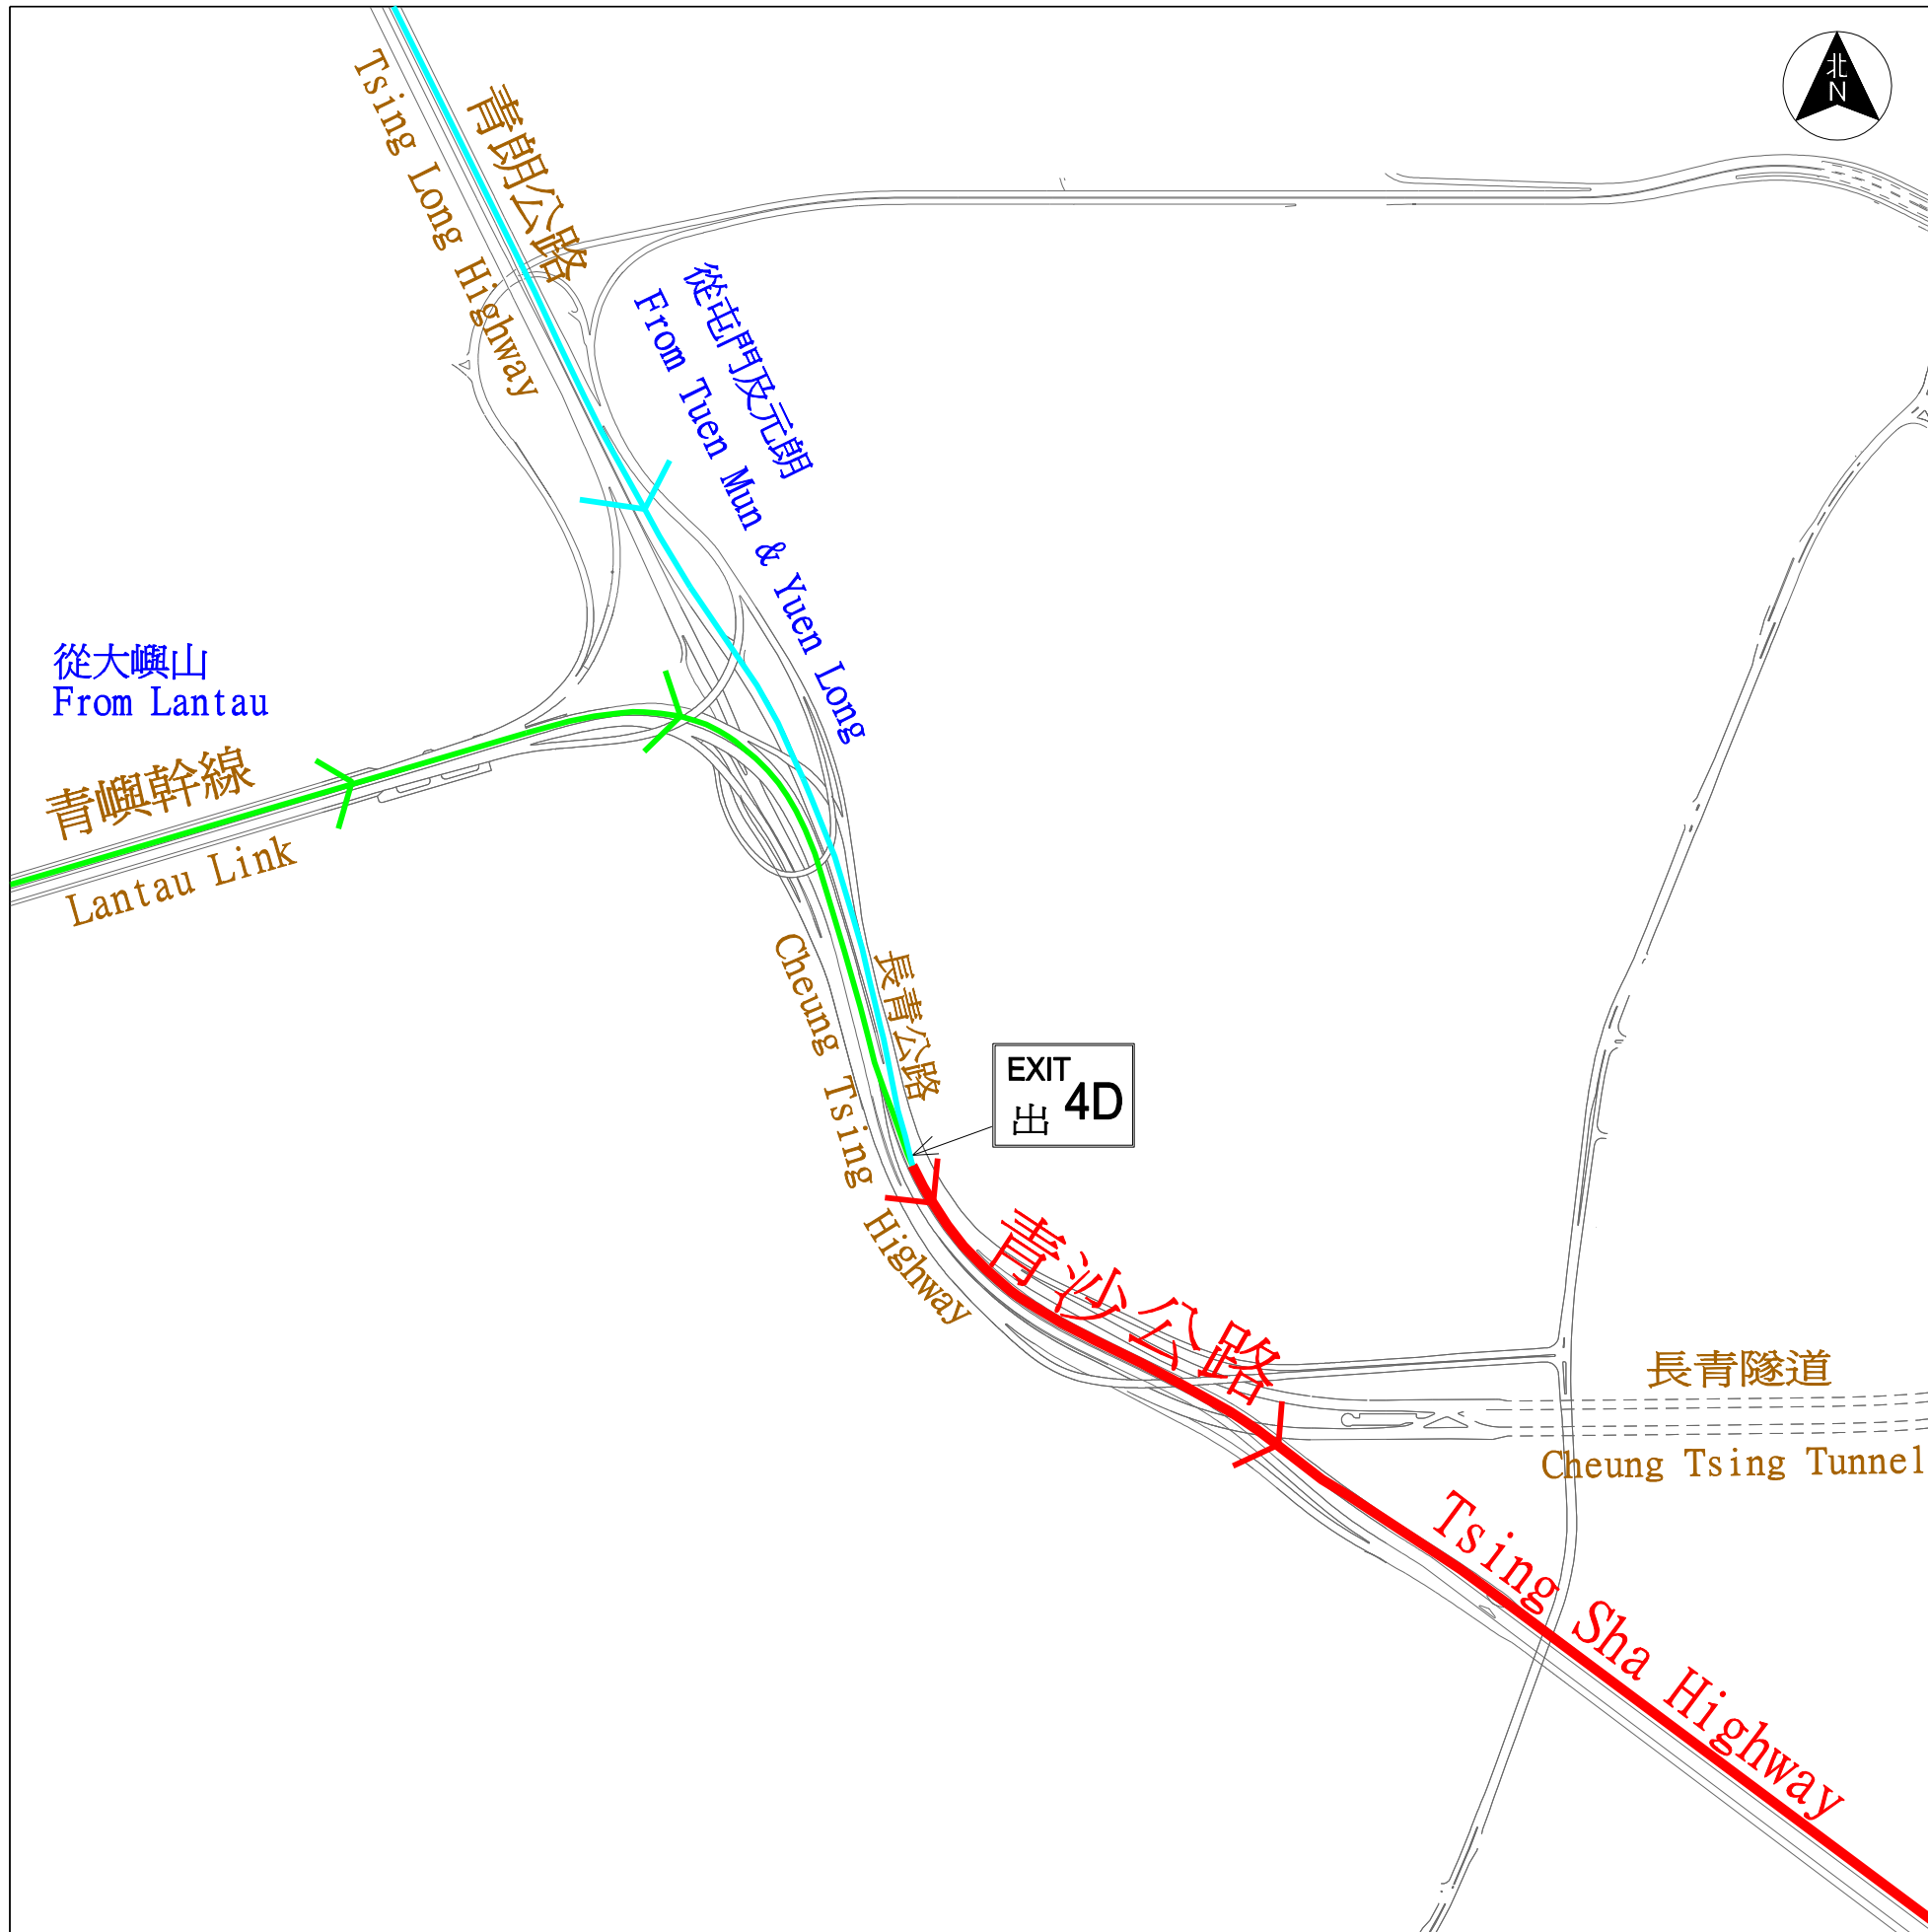 北
N
青朗公路
Tsing Long Highway
從屯門及元朗
From Tuen Mun & Yuen Long
從大嶼山
From Lantau
青嶼幹線
Lantau Link
長青公路
Cheung Tsing Highway
EXIT
出 4D
青沙公路
Tsing Sha Highway
長青隧道
Cheung Tsing Tunnel